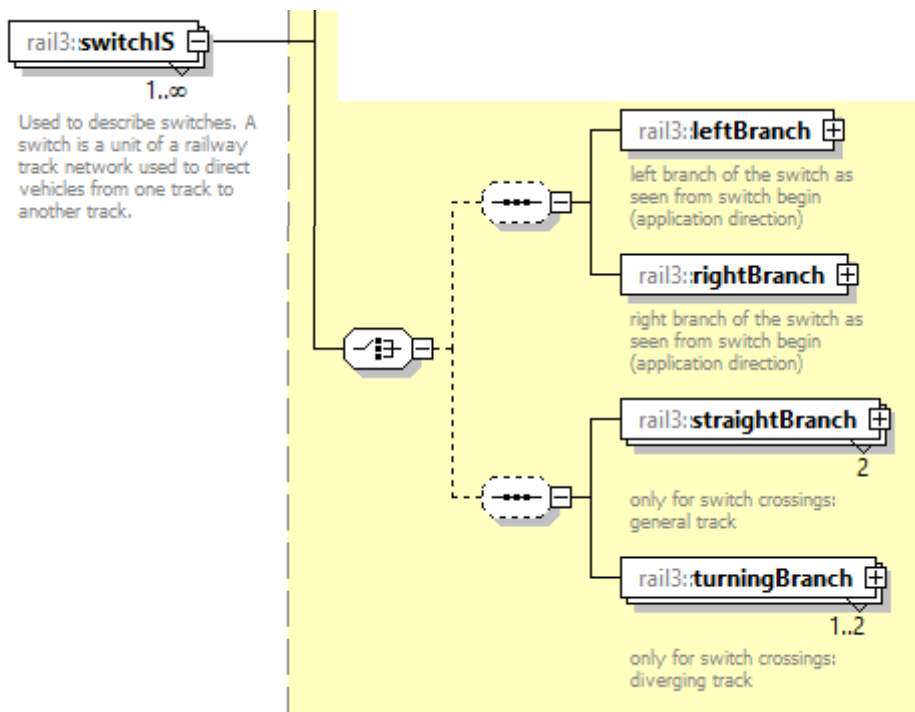 rail3::switchIS
1..∞
Used to describe switches. A
switch is a unit of a railway
track network used to direct
vehicles from one track to
another track.
rail3::leftBranch
left branch of the switch as
seen from switch begin
(application direction)
rail3::rightBranch
right branch of the switch as
seen from switch begin
(application direction)
rail3::straightBranch
2
only for switch crossings:
general track
rail3::turningBranch
1..2
only for switch crossings:
diverging track